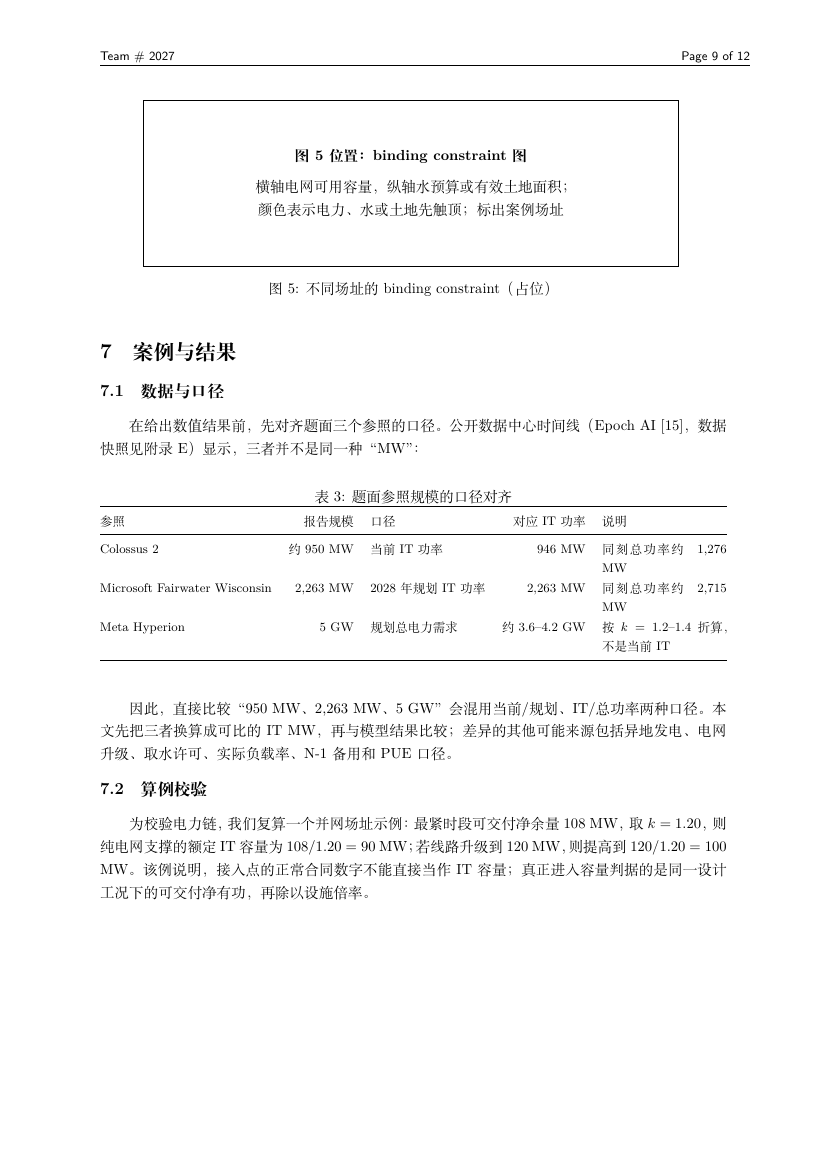 Team # 2027 Page 9 of 12
图 5 位置：binding constraint 图
横轴电网可用容量，纵轴水预算或有效土地面积；
颜色表示电力、水或土地先触顶；标出案例场址
图 5: 不同场址的 binding constraint（占位）
7 案例与结果
7.1 数据与口径
在给出数值结果前，先对齐题面三个参照的口径。公开数据中心时间线（Epoch AI [15]，数据
快照见附录 E）显示，三者并不是同一种 “MW”：
表 3: 题面参照规模的口径对齐
参照 报告规模 口径 对应 IT 功率 说明
Colossus 2 约 950 MW 当前 IT 功率 946 MW 同刻总功率约 1,276
MW
Microsoft Fairwater Wisconsin 2,263 MW 2028 年规划 IT 功率 2,263 MW 同刻总功率约 2,715
MW
Meta Hyperion 5 GW 规划总电力需求 约 3.6–4.2 GW 按 k = 1.2–1.4 折算，
不是当前 IT
因此，直接比较 “950 MW、2,263 MW、5 GW” 会混用当前/规划、IT/总功率两种口径。本
文先把三者换算成可比的 IT MW，再与模型结果比较；差异的其他可能来源包括异地发电、电网
升级、取水许可、实际负载率、N-1 备用和 PUE 口径。
7.2 算例校验
为校验电力链，我们复算一个并网场址示例：最紧时段可交付净余量 108 MW，取 k = 1.20，则
纯电网支撑的额定 IT 容量为 108/1.20 = 90 MW；若线路升级到 120 MW，则提高到 120/1.20 = 100
MW。该例说明，接入点的正常合同数字不能直接当作 IT 容量；真正进入容量判据的是同一设计
工况下的可交付净有功，再除以设施倍率。